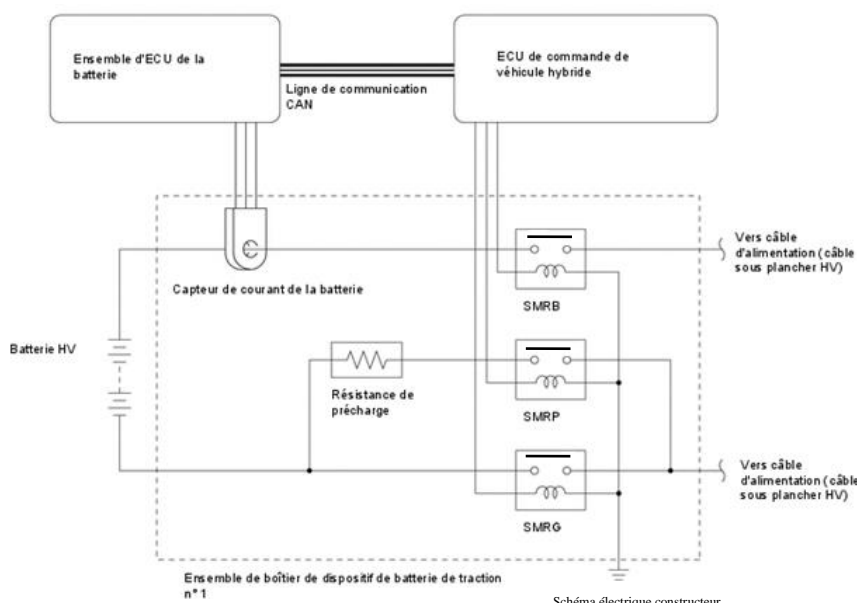 Ensemble d'ECU de la
batterie
ECU de commande de
véhicule hybride
Ligne de communication
CAN
Vers câble
d'alimentation (câble
sous plancher HV)
Capteur de courant de la batterie
SMRB
Batterie HV
Résistance de
précharge
SMRP
Vers câble
d'alimentation (câble
sous plancher HV)
SMRG
Ensemble de boîtier de dispositif de batterie de traction
n° 1
Schéma électrique constructeur